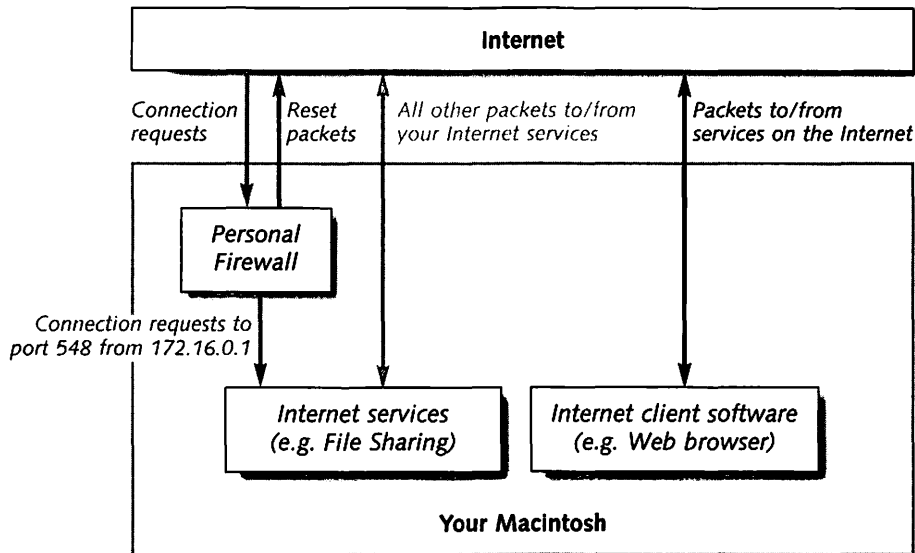 Internet
Connection
requests
Reset
packets
All other packets to/from
your Internet services
Packets to/from
services on the Internet
Personal
Firewall
Connection requests to
port 548 from 172.16.0.1
Internet services
(e.g. File Sharing)
Internet client software
(e.g. Web browser)
Your Macintosh